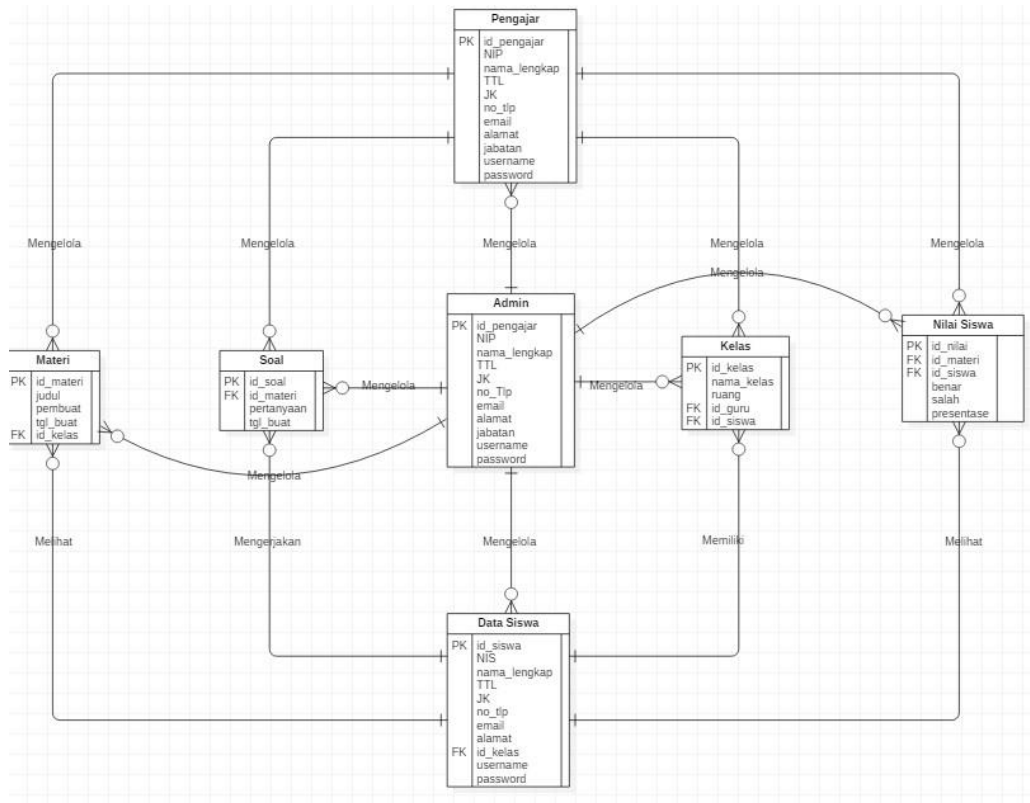 Pengajar
PK id_pengajar
NIP
nama_lengkap
TTL
JK
no_tlp
email
alamat
jabatan
username
password
Mengelola
Mengelola
Mengelola
Mengelola
Mengelola
Mengelola
Admin
PK id_pengajar
NIP
nama_lengkap
TTL
JK
no_Tlp
email
alamat
jabatan
username
password
Nilai Siswa
PK id_nilai
FK id_materi
FK id_siswa
benar
salah
presentase
Materi
PK id_materi
judul
pembuat
tgl_buat
FK id_kelas
Soal
PK id_soal
FK id_materi
pertanyaan
tgl_buat
Mengelola
Mengelola
Kelas
PK id_kelas
nama_kelas
ruang
FK id_guru
FK id_siswa
Mengelola
Melihat
Mengerjakan
Mengelola
Memiliki
Melihat
Data Siswa
PK id_siswa
NIS
nama_lengkap
TTL
JK
no_tlp
email
alamat
FK id_kelas
username
password